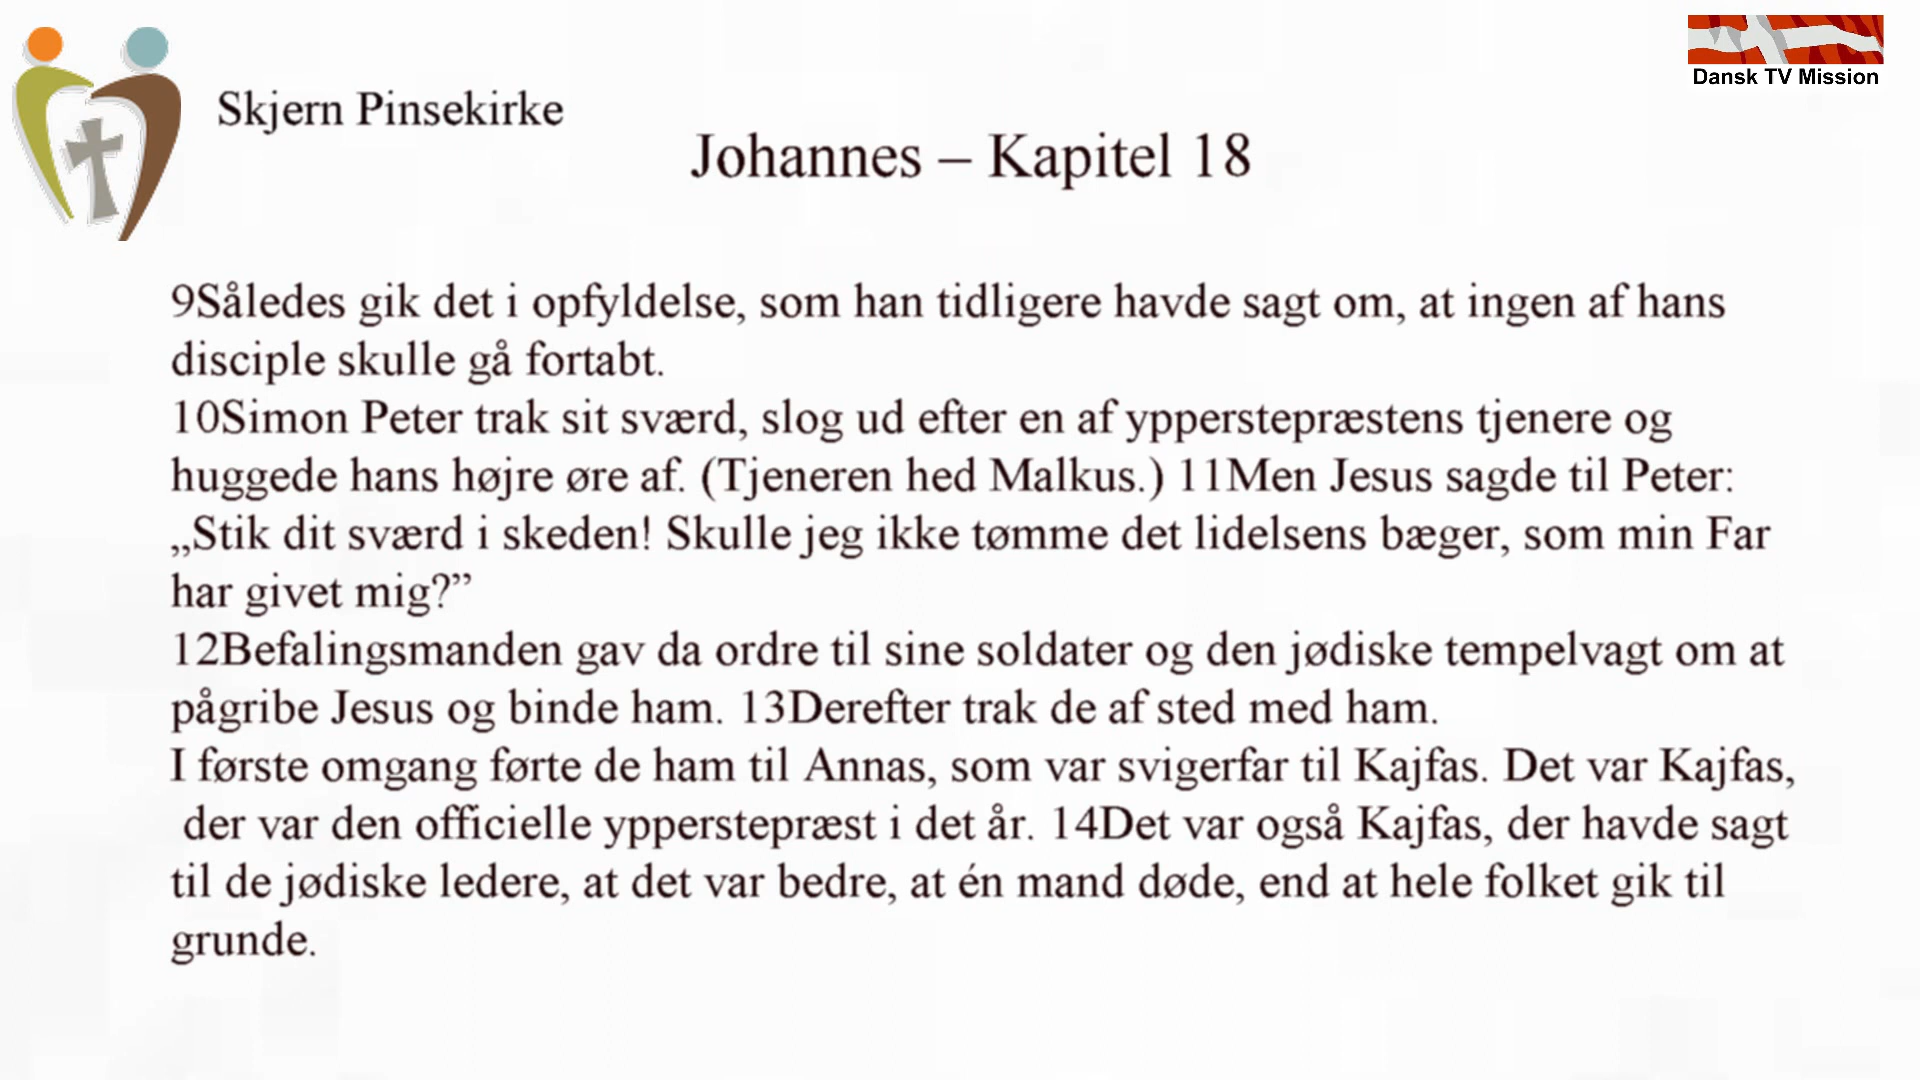 Dansk TV Mission
Skjern Pinsekirke
Johannes – Kapitel 18
9Således gik det i opfyldelse, som han tidligere havde sagt om, at ingen af hans
disciple skulle gå fortabt.
10Simon Peter trak sit sværd, slog ud efter en af ypperstepræstens tjenere og
huggede hans højre øre af. (Tjeneren hed Malkus.) 11Men Jesus sagde til Peter:
„Stik dit sværd i skeden! Skulle jeg ikke tømme det lidelsens bæger, som min Far
har givet mig?”
12Befalingsmanden gav da ordre til sine soldater og den jødiske tempelvagt om at
pågribe Jesus og binde ham. 13Derefter trak de af sted med ham.
I første omgang førte de ham til Annas, som var svigerfar til Kajfas. Det var Kajfas,
der var den officielle ypperstepræst i det år. 14Det var også Kajfas, der havde sagt
til de jødiske ledere, at det var bedre, at én mand døde, end at hele folket gik til
grunde.